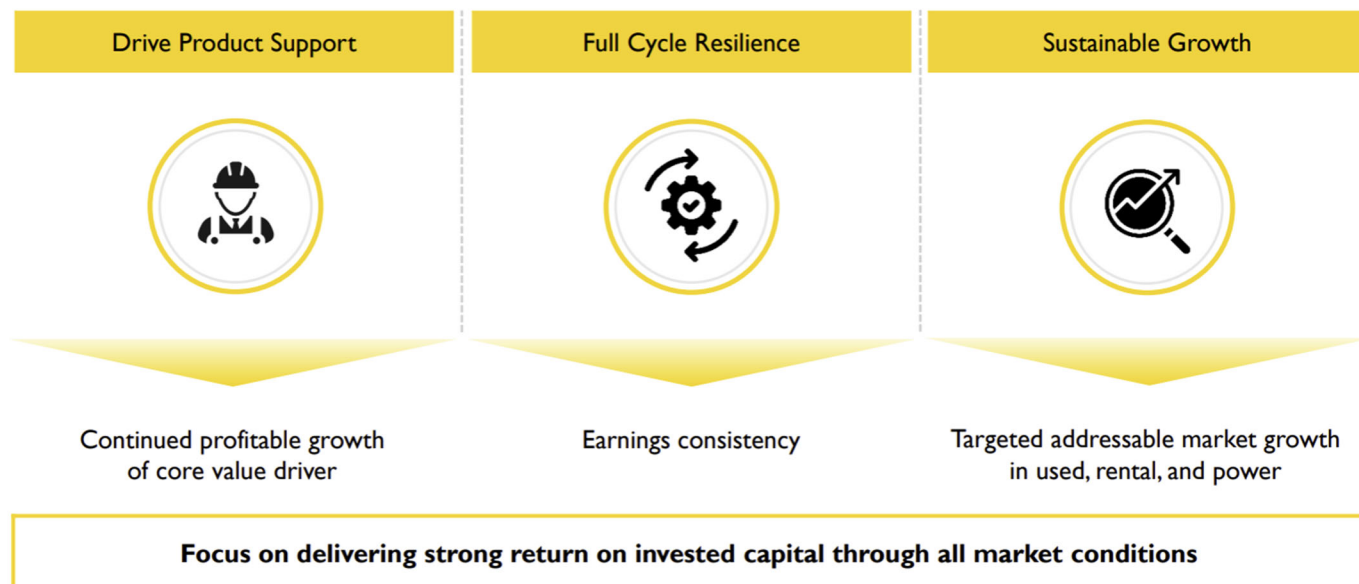 Drive Product Support
Full Cycle Resilience
Sustainable Growth
Continued profitable growth
of core value driver
Earnings consistency
Targeted addressable market growth
in used, rental, and power
Focus on delivering strong return on invested capital through all market conditions